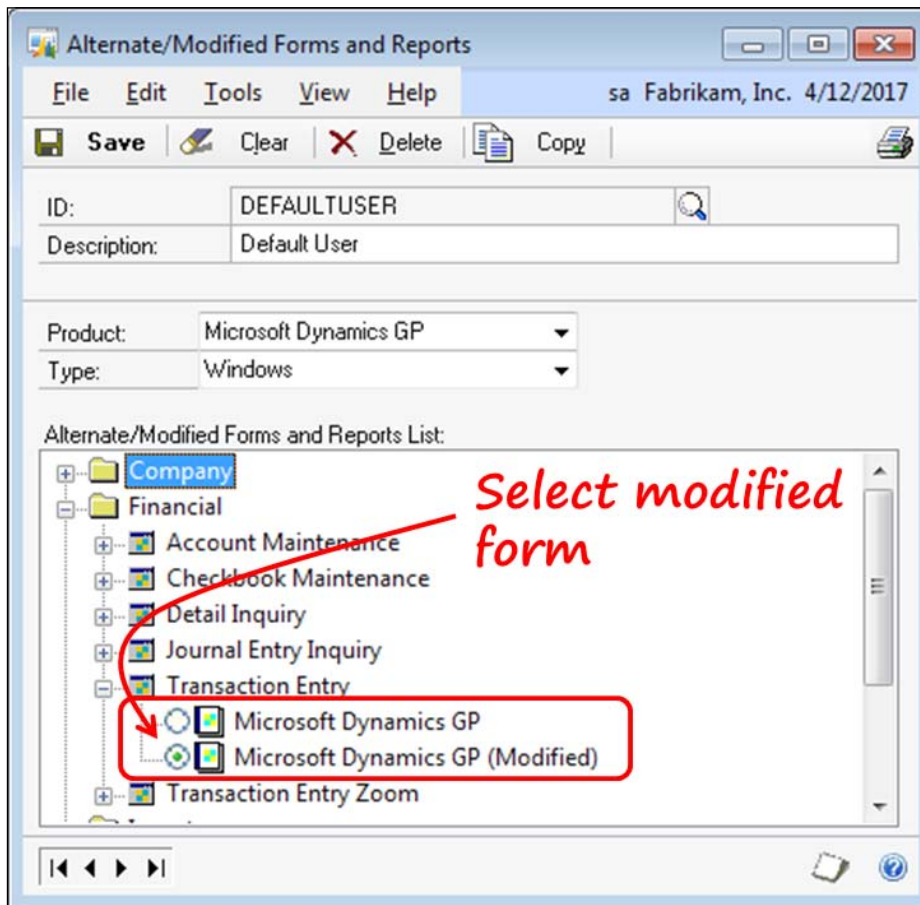 Alternate/Modified Forms and Reports
File Edit Tools View Help sa Fabrikam, Inc. 4/12/2017
Save Clear Delete Copy
ID: DEFAULTUSER
Description: Default User
Product: Microsoft Dynamics GP
Type: Windows
Alternate/Modified Forms and Reports List:
Company
Financial
Select modified
form
Account Maintenance
Checkbook Maintenance
Detail Inquiry
Journal Entry Inquiry
Transaction Entry
Microsoft Dynamics GP
Microsoft Dynamics GP (Modified)
Transaction Entry Zoom